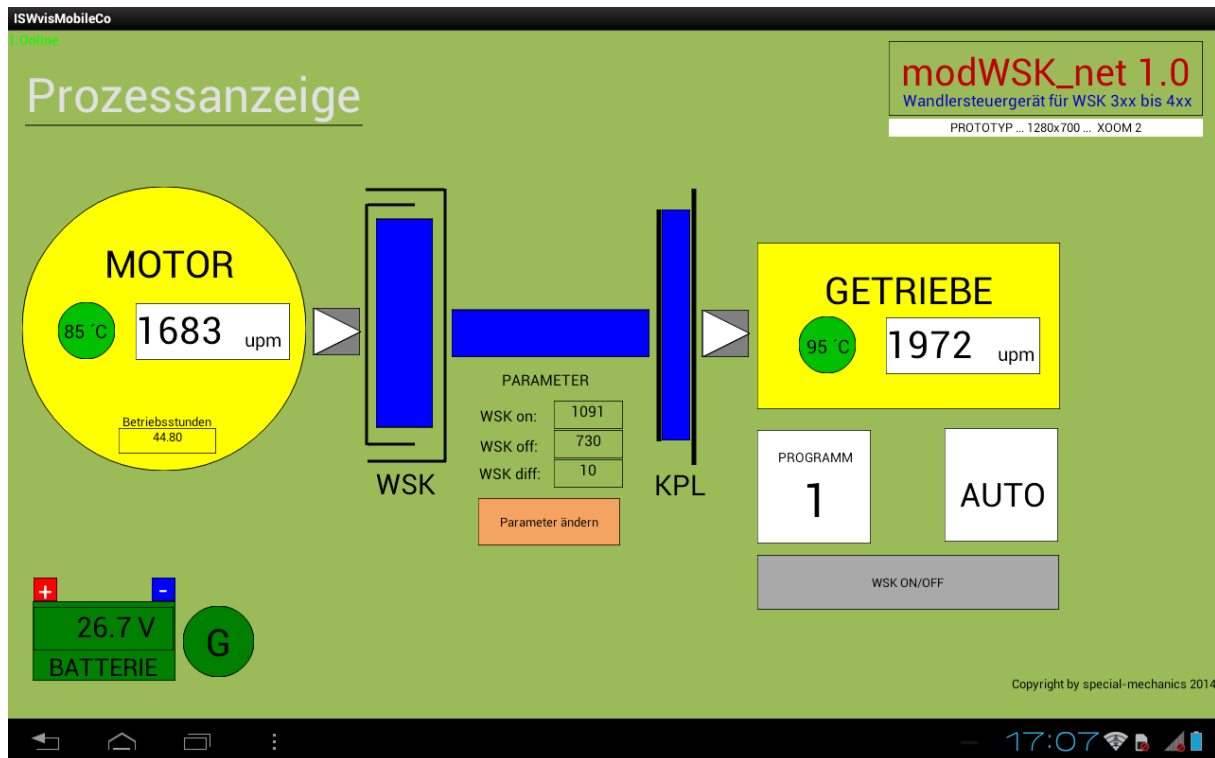 ISWvisMobileCo
1.Online
Prozessanzeige
modWSK_net 1.0
Wandlersteuergerät für WSK 3xx bis 4xx
PROTOTYP ... 1280x700 ... XOOM 2
MOTOR
85 ´C
1683 upm
Betriebsstunden
44.80
WSK
PARAMETER
WSK on: 1091
WSK off: 730
WSK diff: 10
Parameter ändern
KPL
GETRIEBE
95 ´C
1972 upm
PROGRAMM
1
AUTO
WSK ON/OFF
+ -
26.7 V
BATTERIE
G
Copyright by special-mechanics 2014
17:07